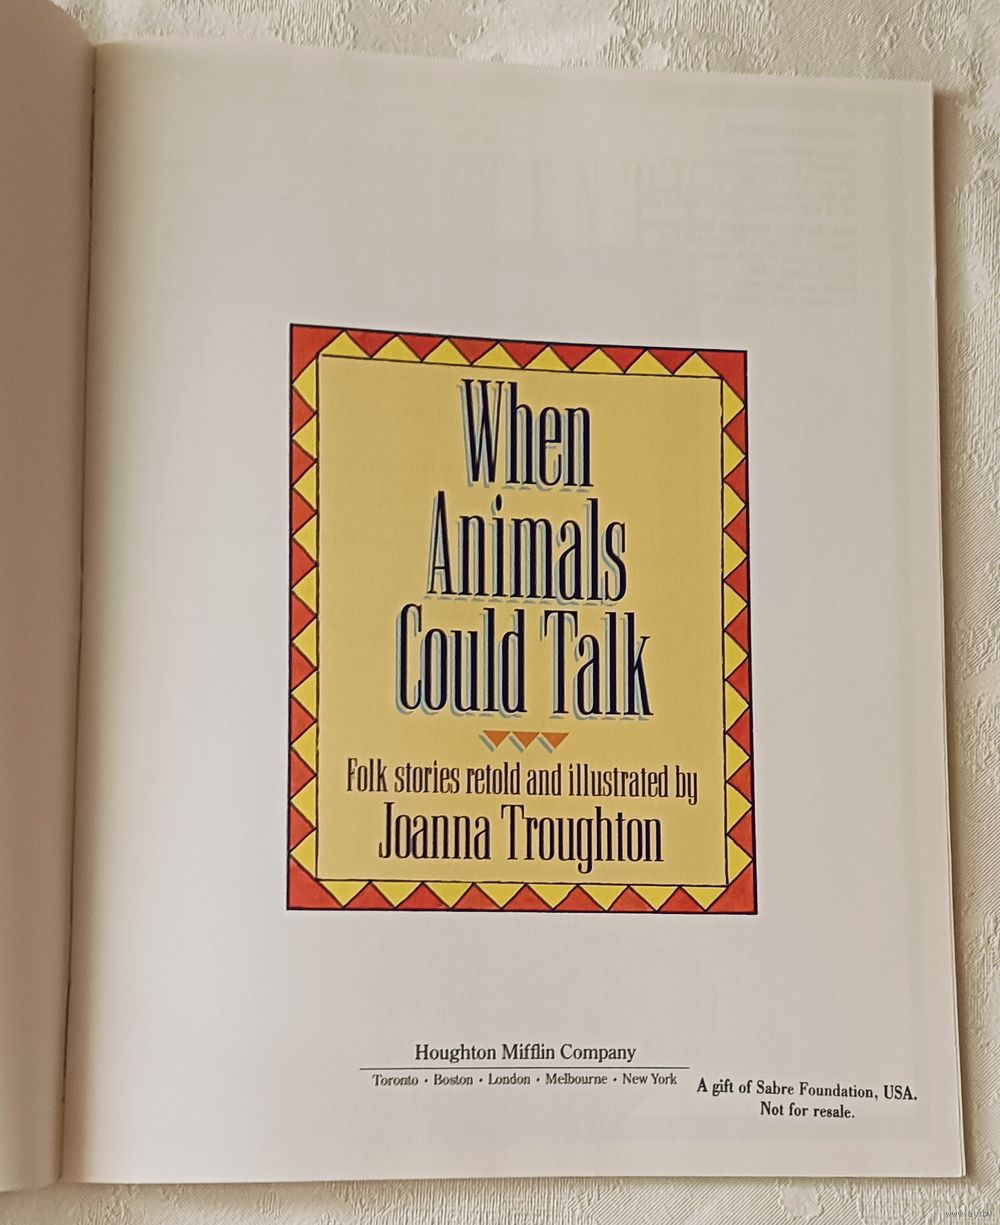 When
Animals
Could Talk
Folk stories retold and illustrated by
Joanna Troughton
Houghton Mifflin Company
Toronto • Boston • London • Melbourne • New York
A gift of Sabre Foundation, USA.
Not for resale.